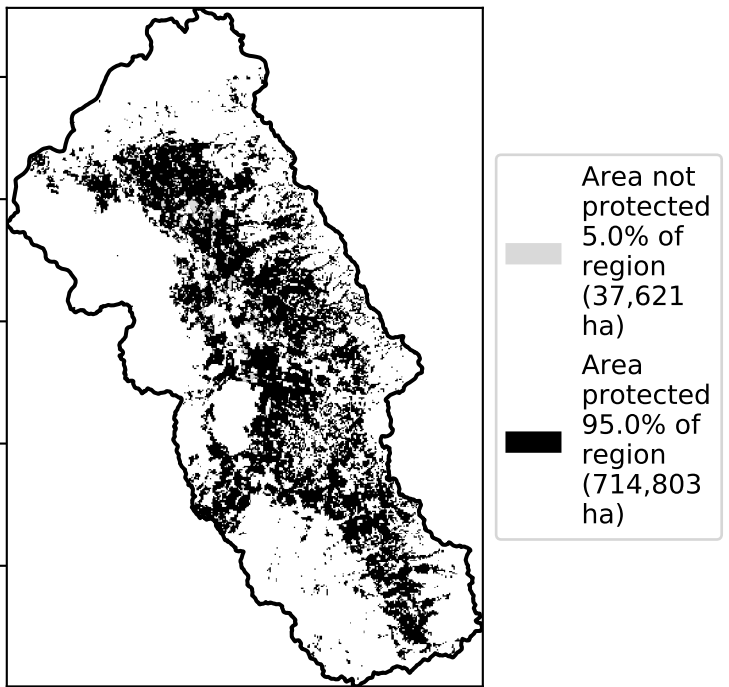 Area not
protected
5.0% of
region
(37,621
ha)
Area
protected
95.0% of
region
(714,803
ha)